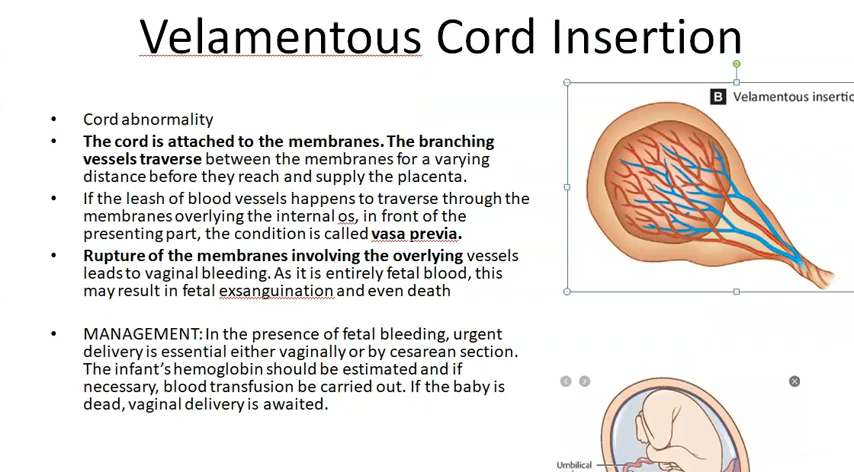 Velamentous Cord Insertion
• Cord abnormality
• The cord is attached to the membranes. The branching
vessels traverse between the membranes for a varying
distance before they reach and supply the placenta.
• If the leash of blood vessels happens to traverse through the
membranes overlying the internal os, in front of the
presenting part, the condition is called vasa previa.
• Rupture of the membranes involving the overlying vessels
leads to vaginal bleeding. As it is entirely fetal blood, this
may result in fetal exsanguination and even death
• MANAGEMENT: In the presence of fetal bleeding, urgent
delivery is essential either vaginally or by cesarean section.
The infant's hemoglobin should be estimated and if
necessary, blood transfusion be carried out. If the baby is
dead, vaginal delivery is awaited.
B Velamentous insertio
Umbilical